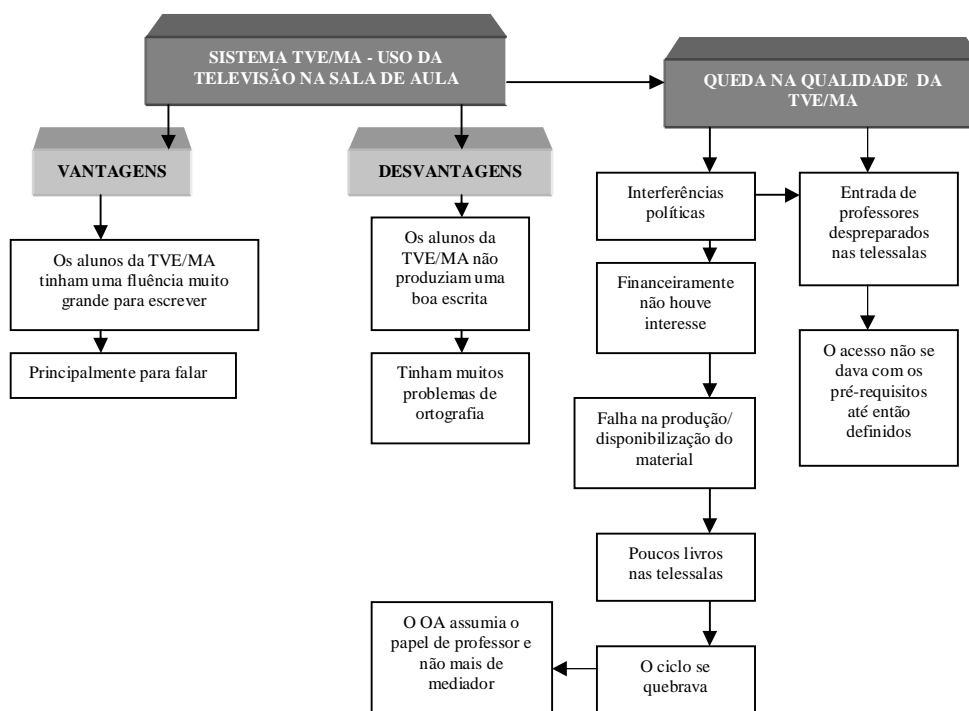 SISTEMA TVE/MA - USO DA
TELEVISÃO NA SALA DE AULA
QUEDA NA QUALIDADE DA
TVE/MA
VANTAGENS
DESVANTAGENS
Os alunos da TVE/MA
tinham uma fluência muito
grande para escrever
Principalmente para falar
Os alunos da
TVE/MA não
produziam uma
boa escrita
Tinham muitos
problemas de
ortografia
Interferências
políticas
Financeiramente
não houve
interesse
Falha na produção/
disponibilização do
material
Poucos livros
nas telessalas
O ciclo se
quebrava
O OA assumia o
papel de professor e
não mais de
mediador
Entrada de
professores
despreparados
nas telessalas
O acesso não se
dava com os
pré-requisitos
até então
definidos